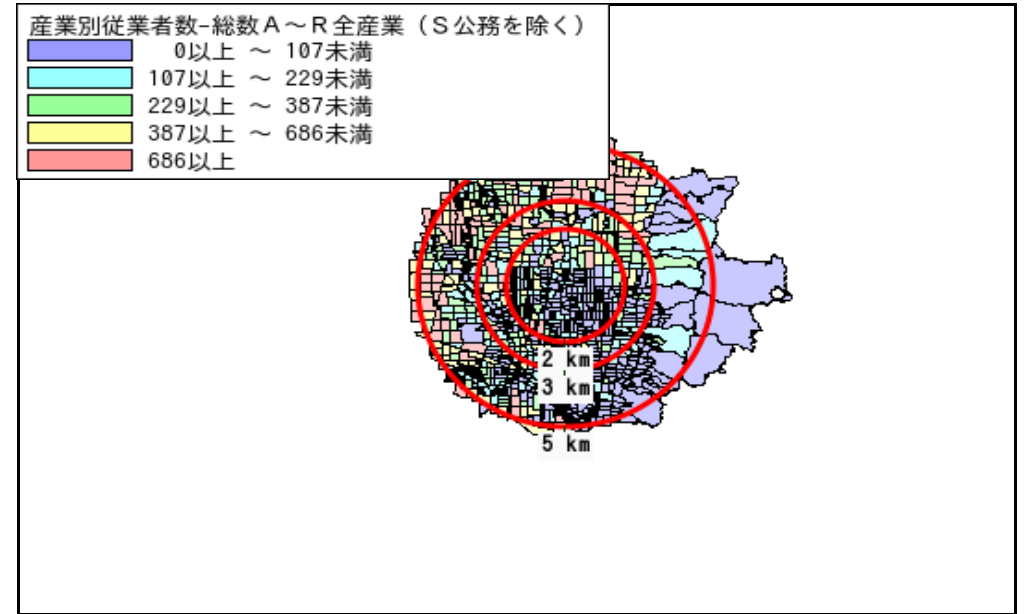 産業別従業者数-総数A~R全産業(S公務を除く)
0以上 ~ 107未満
107以上 ~ 229未満
229以上 ~ 387未満
387以上 ~ 686未満
686以上
2 km
3 km
5 km